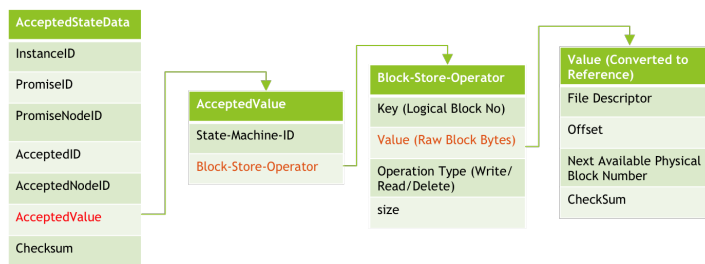 AcceptedStateData
InstanceID
PromiseID
PromiseNodeID
AcceptedID
AcceptedNodeID
AcceptedValue
Checksum
AcceptedValue
State-Machine-ID
Block-Store-Operator
Block-Store-Operator
Key (Logical Block No)
Value (Raw Block Bytes)
Operation Type (Write/
Read/Delete)
size
Value (Converted to
Reference)
File Descriptor
Offset
Next Available Physical
Block Number
CheckSum